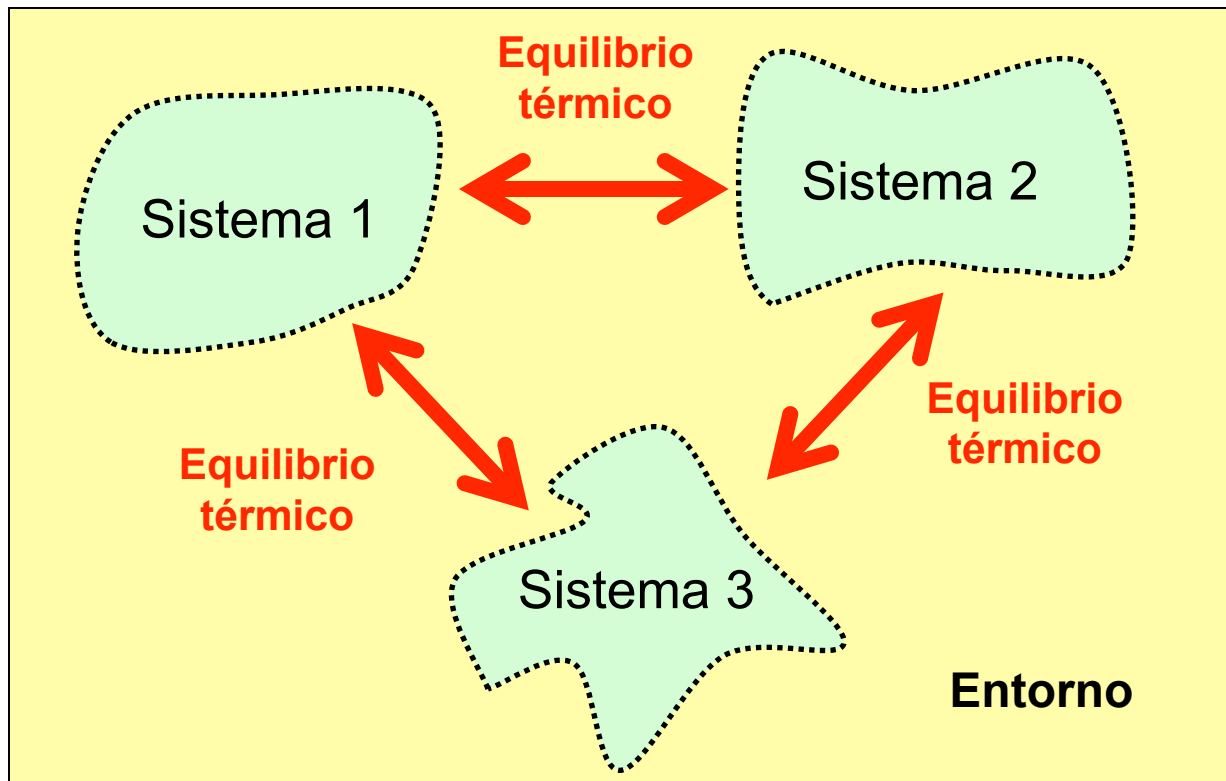 Equilibrio
térmico
Sistema 1
Sistema 2
Equilibrio
térmico
Equilibrio
térmico
Sistema 3
Entorno